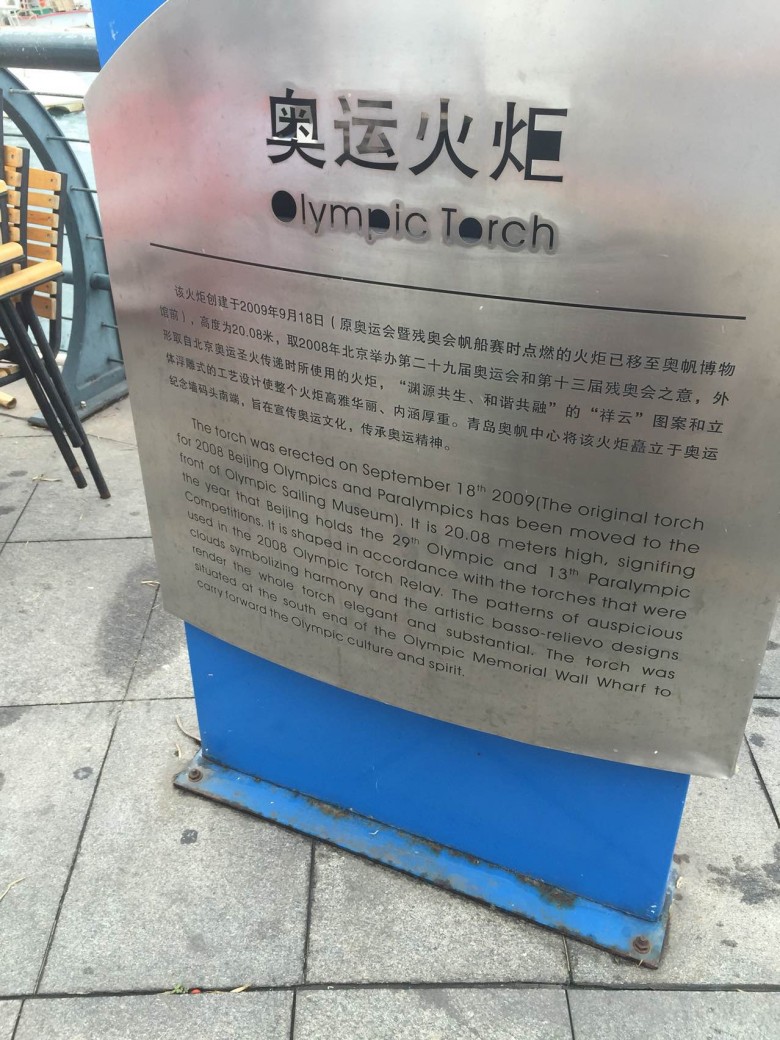 奥运火炬
Olympic Torch
该火炬创建于2009年9月18日（原奥运会暨残奥会帆船赛时点燃的火炬已移至奥帆博物
馆前），高度为20.08米，取2008年北京举办第二十九届奥运会和第十三届残奥会之意，外
形取自北京奥运圣火传递时所使用的火炬，“渊源共生、和谐共融”的“祥云”图案和立
体浮雕式的工艺设计使整个火炬高雅华丽、内涵厚重。青岛奥帆中心将该火炬矗立于奥运
纪念墙码头南端，旨在宣传奥运文化，传承奥运精神。
The torch was erected on September 18th 2009(The original torch
for 2008 Beijing Olympics and Paralympics has been moved to the
front of Olympic Sailing Museum). It is 20.08 meters high, signifing
the year that Beijing holds the 29th Olympic and 13th Paralympic
Competitions. It is shaped in accordance with the torches that were
used in the 2008 Olympic Torch Relay. The patterns of auspicious
clouds symbolizing harmony and the artistic basso-relievo designs
render the whole torch elegant and substantial. The torch was
situated at the south end of the Olympic Memorial Wall Wharf to
carry forward the Olympic culture and spirit.